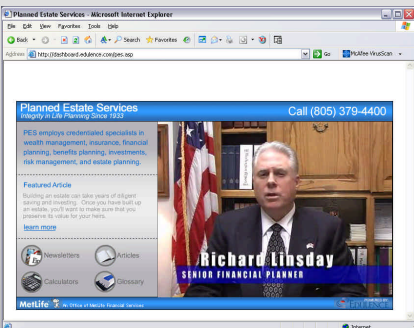 Planned Estate Services - Microsoft Internet Explorer
File Edit View Favorites Tools Help
Back Search Favorites
Address http://dashboard.edulence.com/pes.asp Go McAfee VirusScan
Planned Estate Services
Integrity in Life Planning Since 1933
Call (805) 379-4400
PES employs credentialed specialists in
wealth management, insurance, financial
planning, benefits planning, investments,
risk management, and estate planning.
Featured Article
Building an estate can take years of diligent
saving and investing. Once you have built up
an estate, you'll want to make sure that you
preserve its value for your heirs.
learn more
Newsletters Articles
Calculators Glossary
Richard Linsday
SENIOR FINANCIAL PLANNER
MetLife An Office of MetLife Financial Services
POWERED BY
EDULENCE
Internet